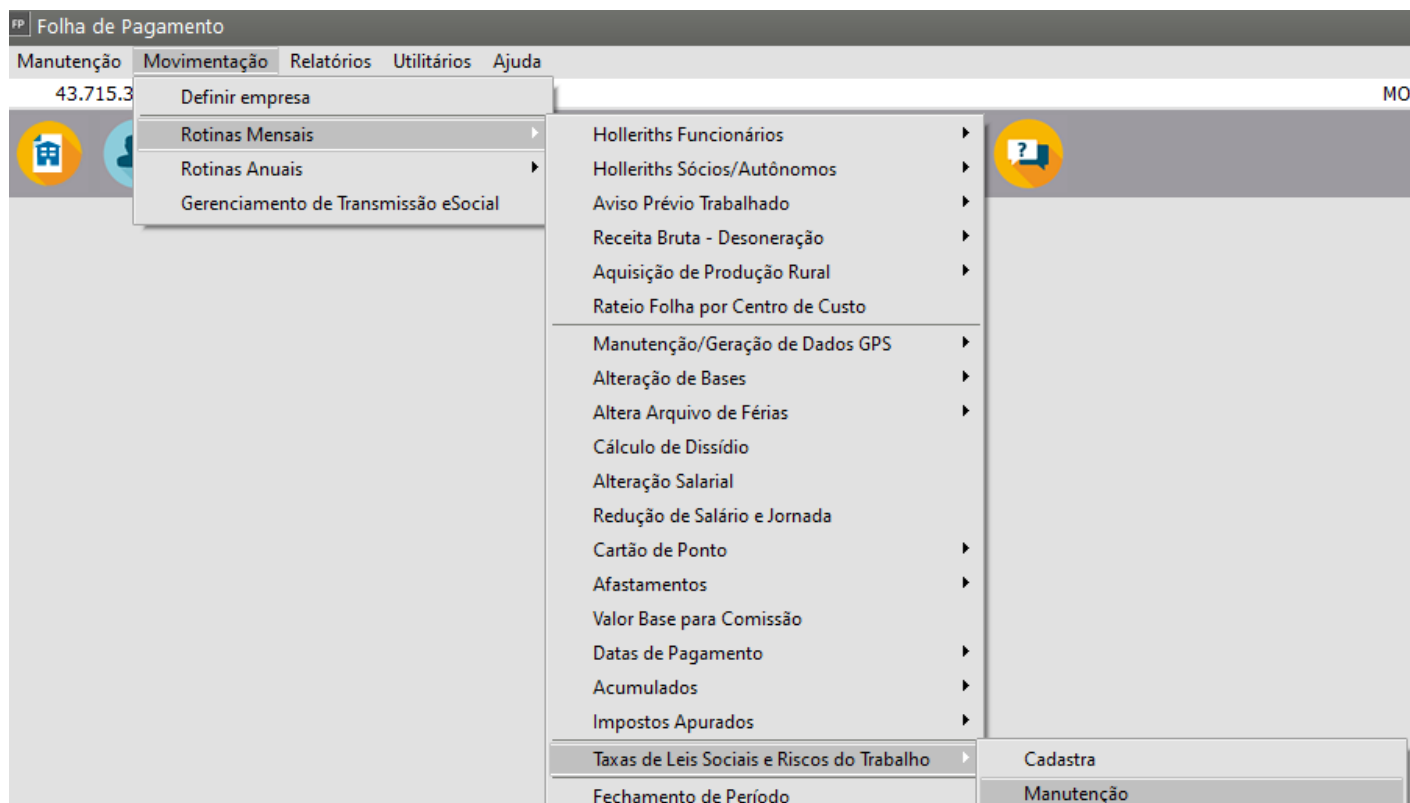 FP Folha de Pagamento
Manutenção Movimentação Relatórios Utilitários Ajuda
43.715.3 MO
Definir empresa
Rotinas Mensais
Rotinas Anuais
Gerenciamento de Transmissão eSocial
Holleriths Funcionários
Holleriths Sócios/Autônomos
Aviso Prévio Trabalhado
Receita Bruta - Desoneração
Aquisição de Produção Rural
Rateio Folha por Centro de Custo
Manutenção/Geração de Dados GPS
Alteração de Bases
Altera Arquivo de Férias
Cálculo de Dissídio
Alteração Salarial
Redução de Salário e Jornada
Cartão de Ponto
Afastamentos
Valor Base para Comissão
Datas de Pagamento
Acumulados
Impostos Apurados
Taxas de Leis Sociais e Riscos do Trabalho
Fechamento de Período
Cadastra
Manutenção
?